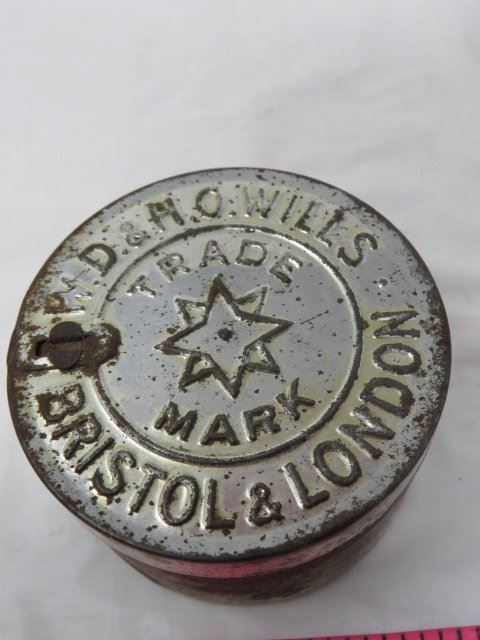 W.D. & H.O. WILLS.
TRADE
MARK
BRISTOL & LONDON